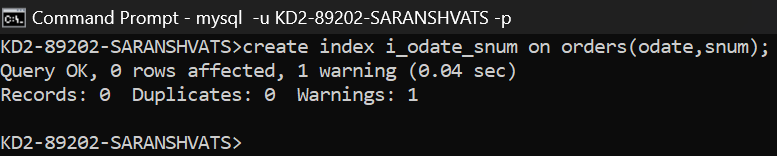 Command Prompt - mysql  -u KD2-89202-SARANSHVATS -p
KD2-89202-SARANSHVATS>create index i_odate_snum on orders(odate,snum);
Query OK, 0 rows affected, 1 warning (0.04 sec)
Records: 0  Duplicates: 0  Warnings: 1
KD2-89202-SARANSHVATS>